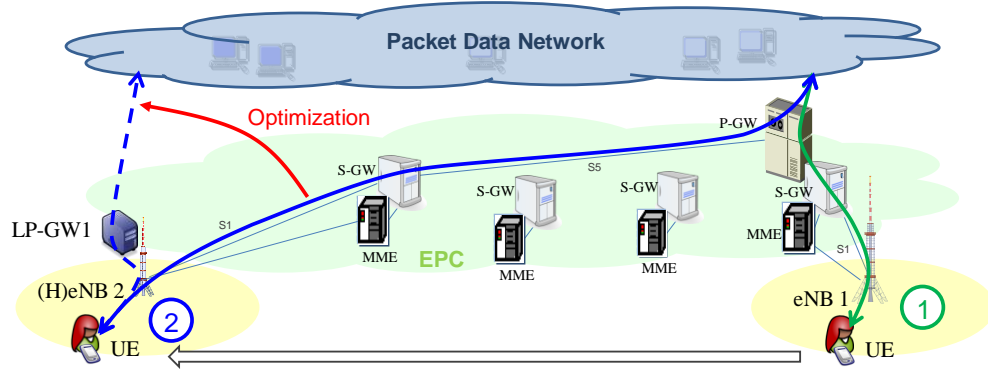 Packet Data Network
Optimization
P-GW
S-GW
S5
S-GW
S-GW
S-GW
LP-GW1
S1
MME
MME
MME
MME
S1
EPC
(H)eNB 2
eNB 1
2
1
UE
UE